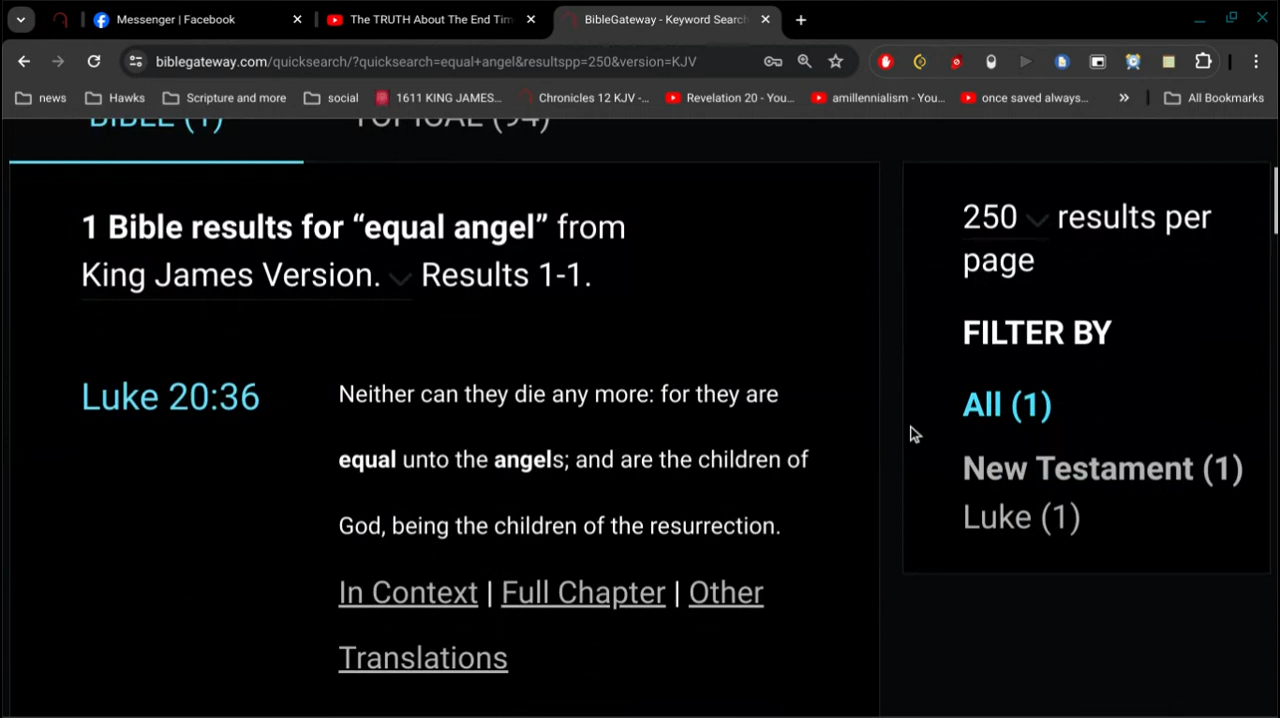 Messenger | Facebook
The TRUTH About The End Tim
BibleGateway - Keyword Search
biblegateway.com/quicksearch/?quicksearch=equal+angel&resultspp=250&version=KJV
news
Hawks
Scripture and more
social
1611 KING JAMES...
Chronicles 12 KJV -...
Revelation 20 - You...
amillennialism - You...
once saved always...
All Bookmarks
BIBLE (1)
TOPICAL (94)
1 Bible results for “equal angel” from
King James Version. Results 1-1.
Luke 20:36
Neither can they die any more: for they are
equal unto the angels; and are the children of
God, being the children of the resurrection.
In Context | Full Chapter | Other
Translations
250 results per
page
FILTER BY
All (1)
New Testament (1)
Luke (1)